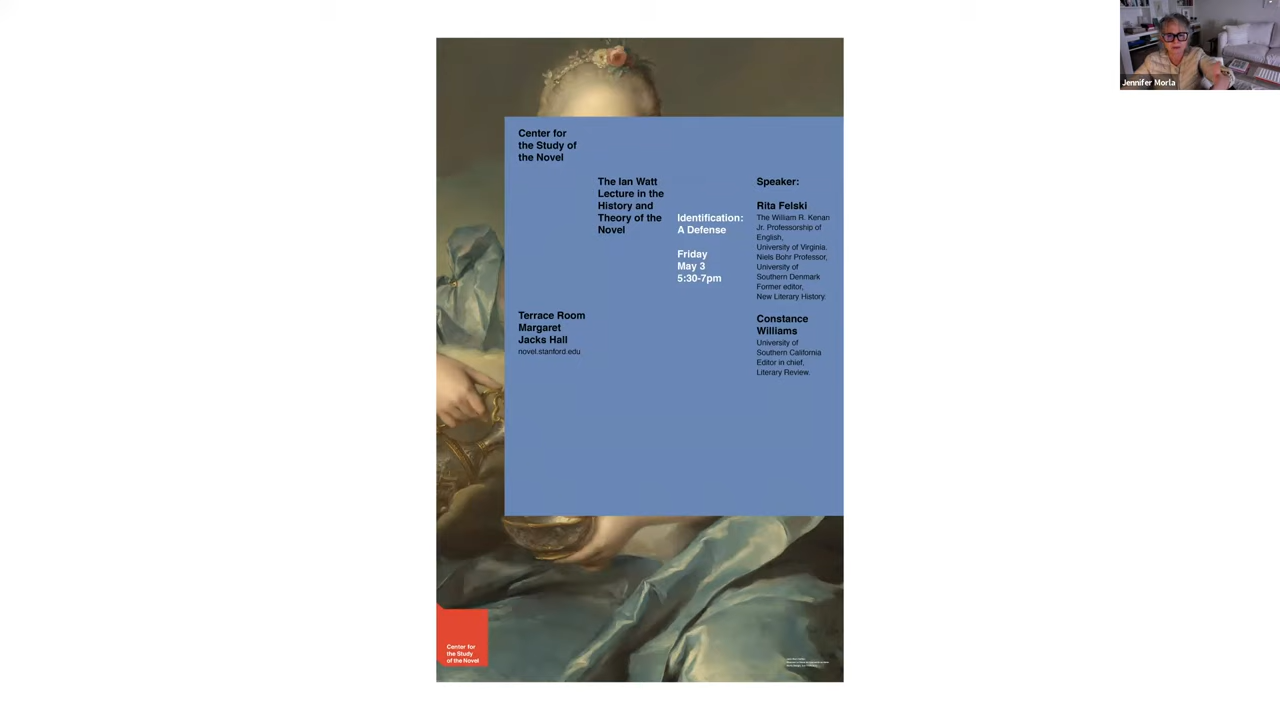 Jennifer Morla
Center for
the Study of
the Novel
The Ian Watt
Lecture in the
History and
Theory of the
Novel
Identification:
A Defense
Friday
May 3
5:30-7pm
Speaker:
Rita Felski
The William R. Kenan
Jr. Professorship of
English,
University of Virginia.
Niels Bohr Professor,
University of
Southern Denmark
Former editor,
New Literary History.
Constance
Williams
University of
Southern California
Editor in chief,
Literary Review.
Terrace Room
Margaret
Jacks Hall
novel.stanford.edu
Center for
the Study
of the Novel